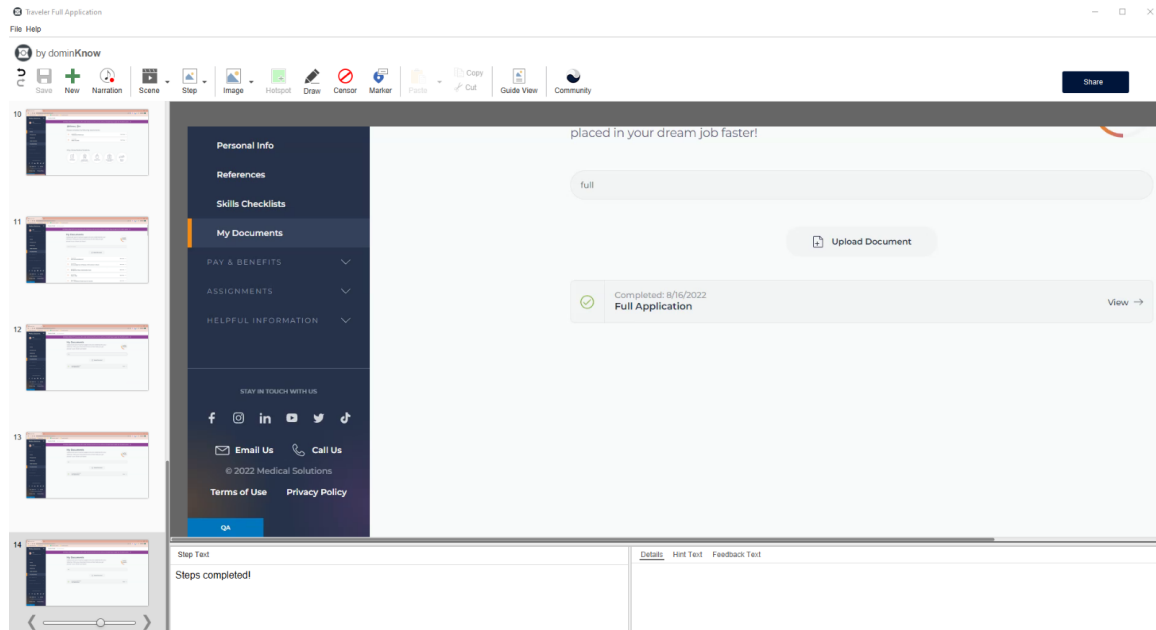 Traveler Full Application
File Help
by dominKnow
Save New Narration Scene Step Image Hotspot Draw Censor Marker Paste Copy Cut Guide View Community Share
10
11
12
13
14
Personal Info
References
Skills Checklists
My Documents
PAY & BENEFITS
ASSIGNMENTS
HELPFUL INFORMATION
STAY IN TOUCH WITH US
Email Us Call Us
© 2022 Medical Solutions
Terms of Use Privacy Policy
QA
placed in your dream job faster!
full
Upload Document
Completed: 8/16/2022
Full Application
View →
Step Text
Steps completed!
Details Hint Text Feedback Text